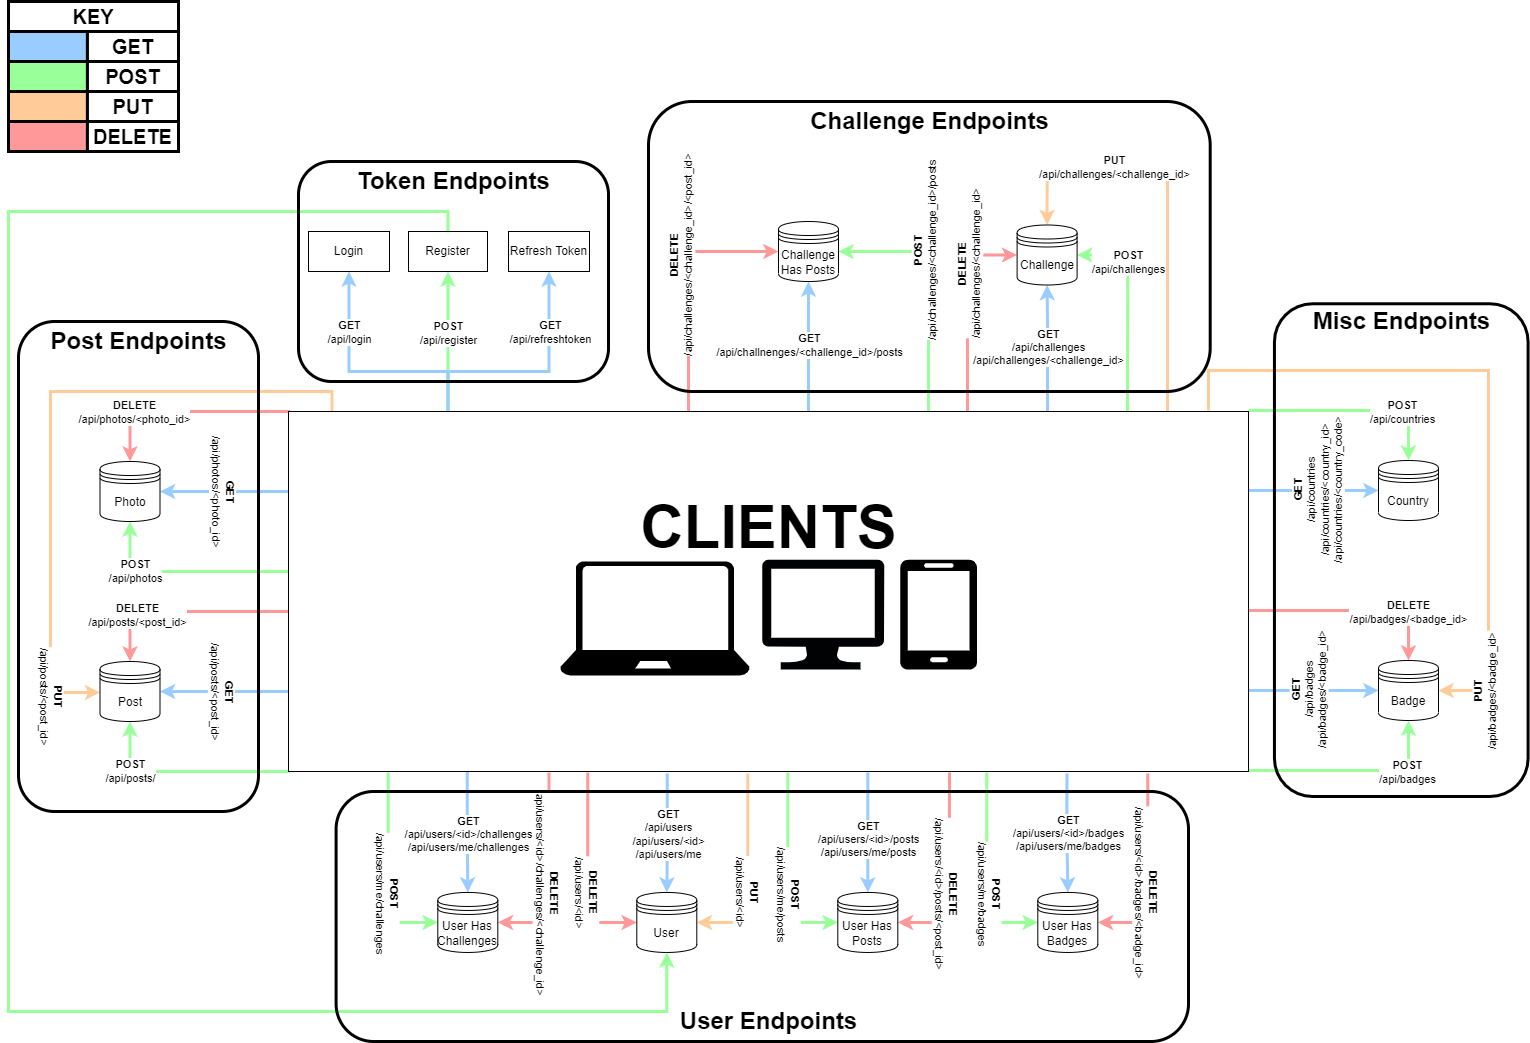 KEY
GET
POST
PUT
DELETE
Token Endpoints
Login
Register
Refresh Token
GET
/api/login
POST
/api/register
GET
/api/refreshtoken
Challenge Endpoints
DELETE
/api/challenges/<challenge_id>/<post_id>
Challenge
Has Posts
POST
/api/challenges/<challenge_id>/posts
GET
/api/challnenges/<challenge_id>/posts
DELETE
/api/challenges/<challenge_id>
PUT
/api/challenges/<challenge_id>
Challenge
POST
/api/challenges
GET
/api/challenges
/api/challenges/<challenge_id>
Post Endpoints
DELETE
/api/photos/<photo_id>
Photo
GET
/api/photos/<photo_id>
POST
/api/photos
DELETE
/api/posts/<post_id>
PUT
/api/posts/<post_id>
Post
GET
/api/posts/<post_id>
POST
/api/posts/
CLIENTS
Misc Endpoints
POST
/api/countries
GET
/api/countries
/api/countries/<country_id>
/api/countries/<country_code>
Country
DELETE
/api/badges/<badge_id>
GET
/api/badges
/api/badges/<badge_id>
Badge
PUT
/api/badges/<badge_id>
POST
/api/badges
POST
/api/users/me/challenges
GET
/api/users/<id>/challenges
/api/users/me/challenges
User Has
Challenges
DELETE
/api/users/<id>/challenges/<challenge_id>
DELETE
/api/users/<id>
GET
/api/users
/api/users/<id>
/api/users/me
User
PUT
/api/users/<id>
POST
/api/users/me/posts
GET
/api/users/<id>/posts
/api/users/me/posts
User Has
Posts
DELETE
/api/users/<id>/posts/<post_id>
POST
/api/users/me/badges
GET
/api/users/<id>/badges
/api/users/me/badges
User Has
Badges
DELETE
/api/users/<id>/badges/<badge_id>
User Endpoints